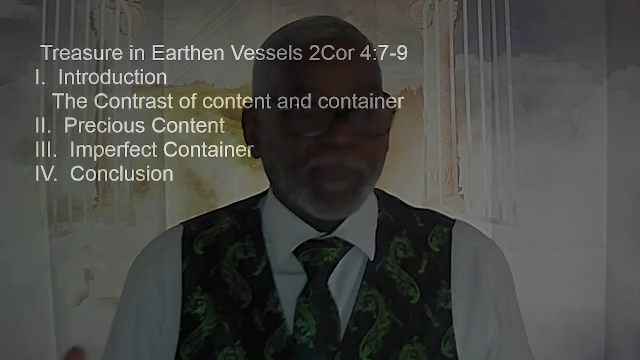 Treasure in Earthen Vessels 2Cor 4:7-9
I. Introduction
The Contrast of content and container
II. Precious Content
III. Imperfect Container
IV. Conclusion